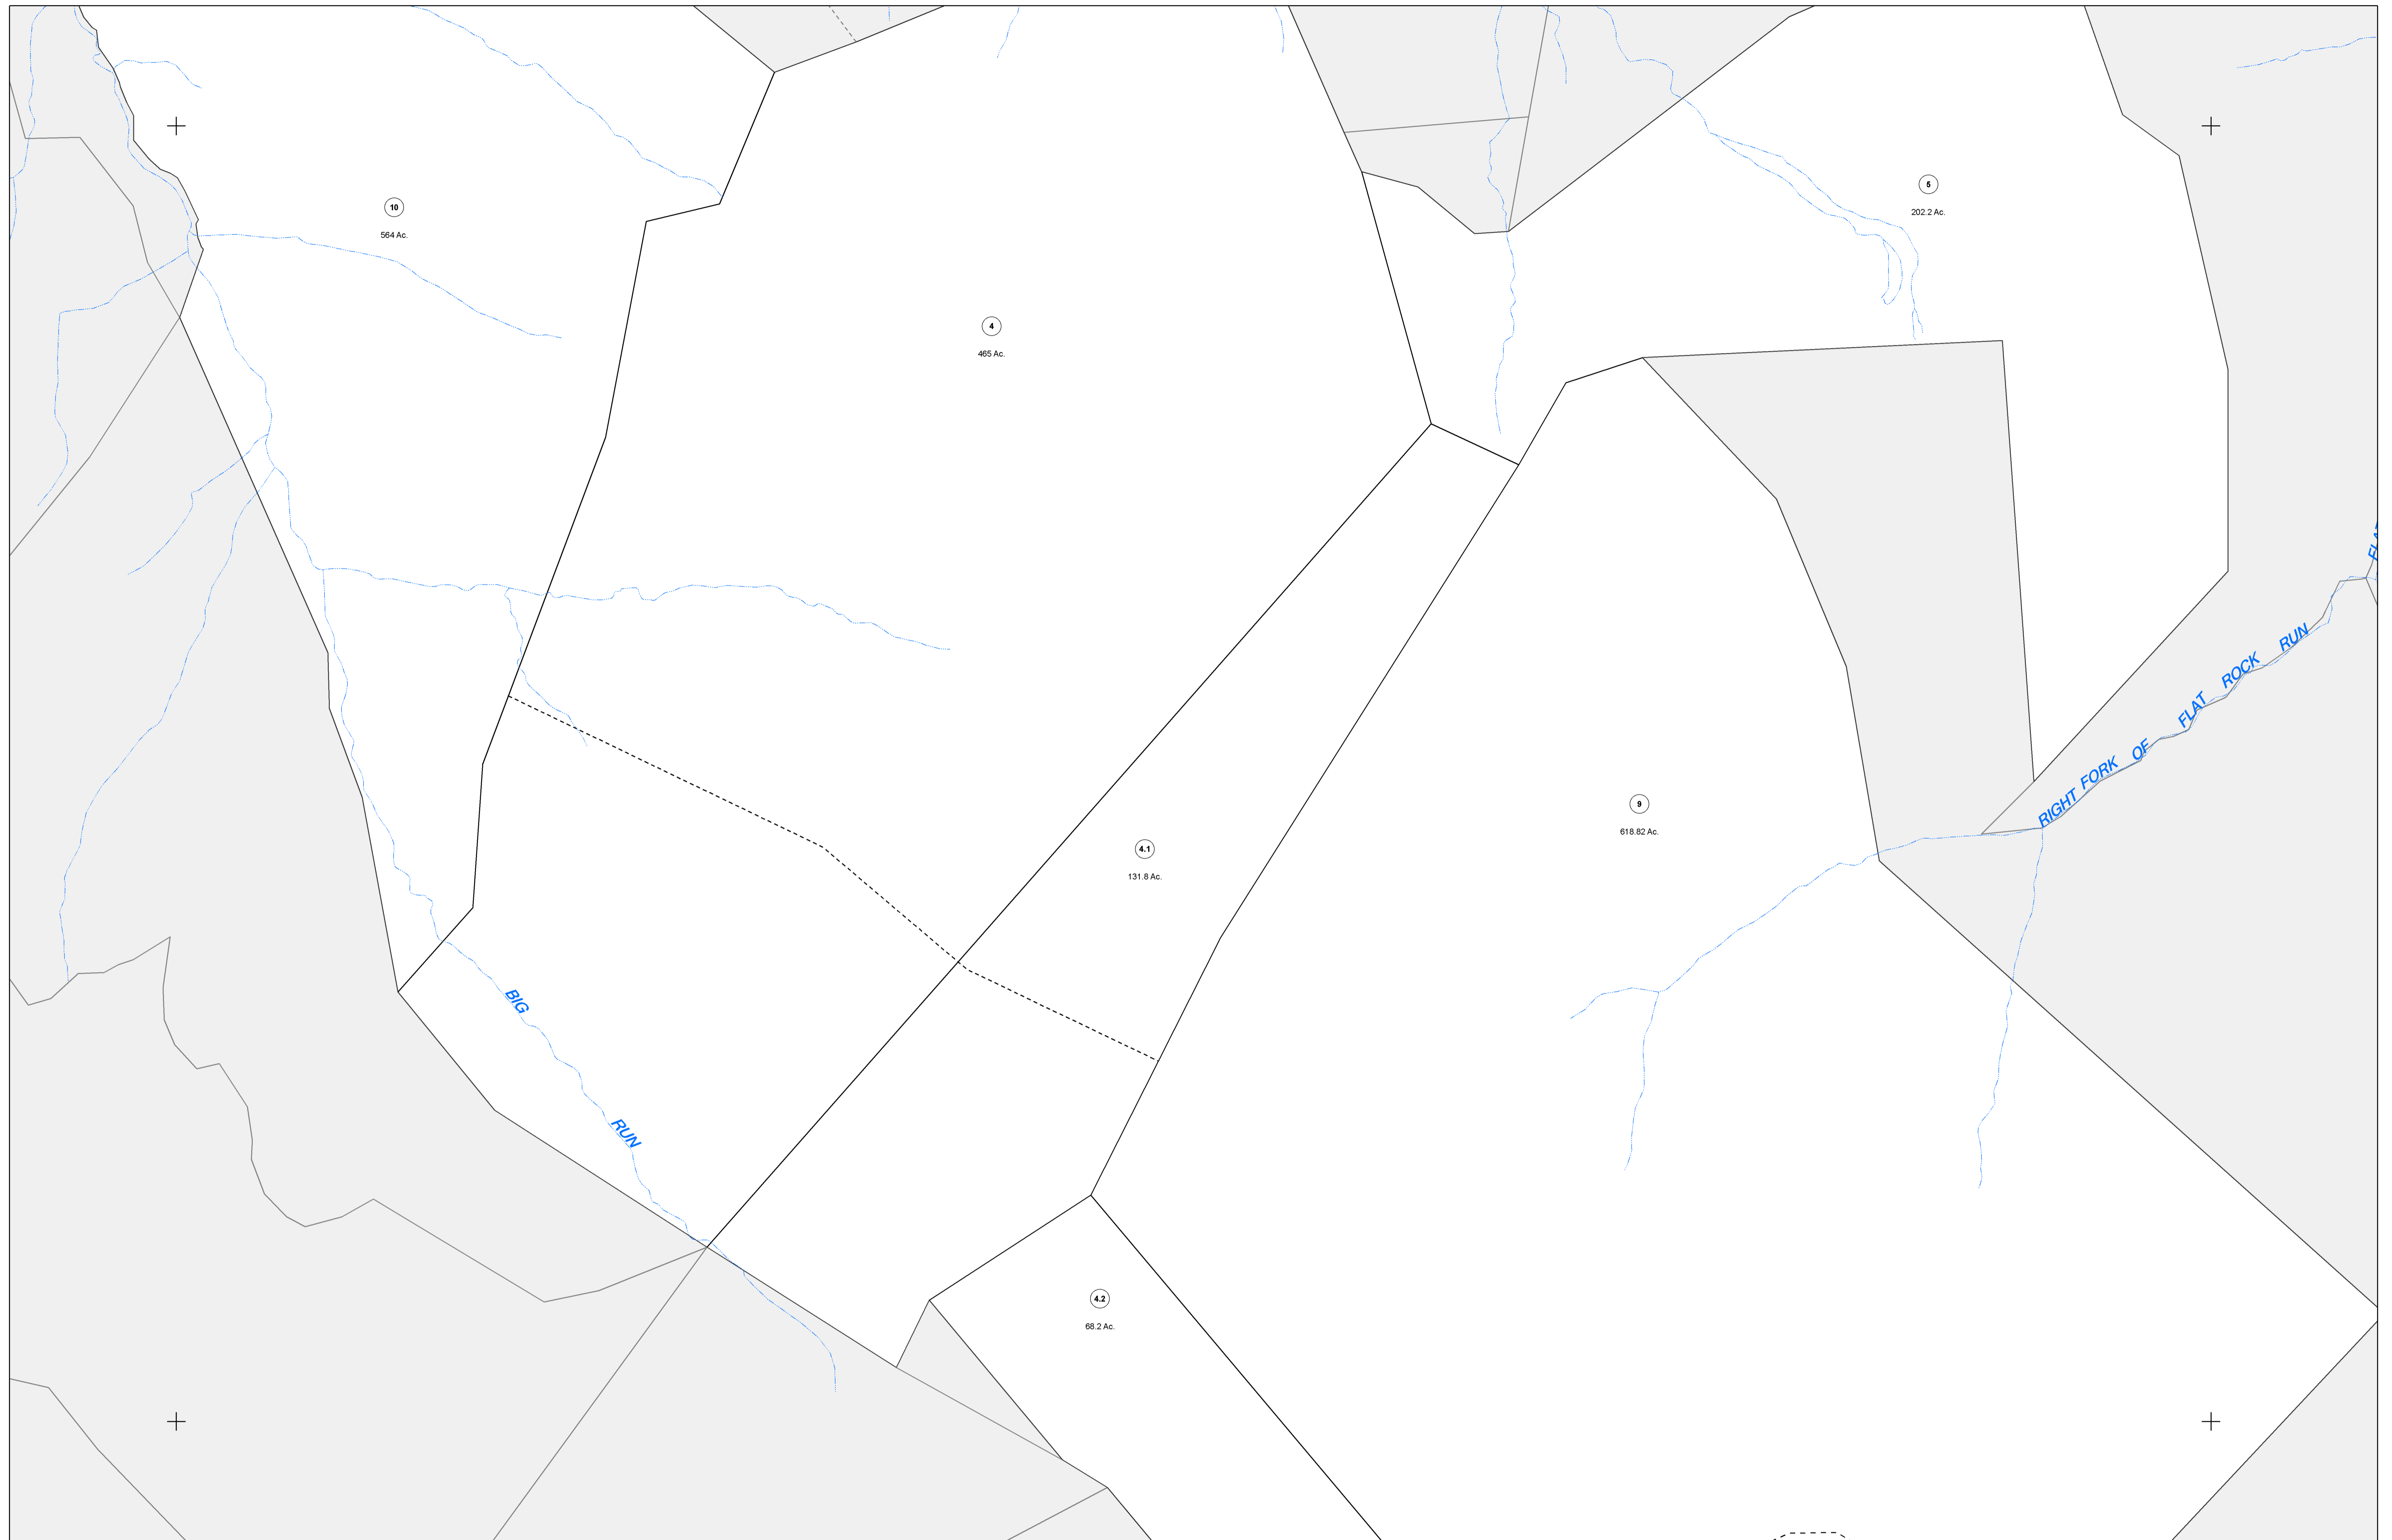 5
202.2 Ac.
10
564 Ac.
4
465 Ac.
RIGHT FORK OF FLAT ROCK RUN
9
618.82 Ac.
4.1
131.8 Ac.
BIG RUN
4.2
68.2 Ac.